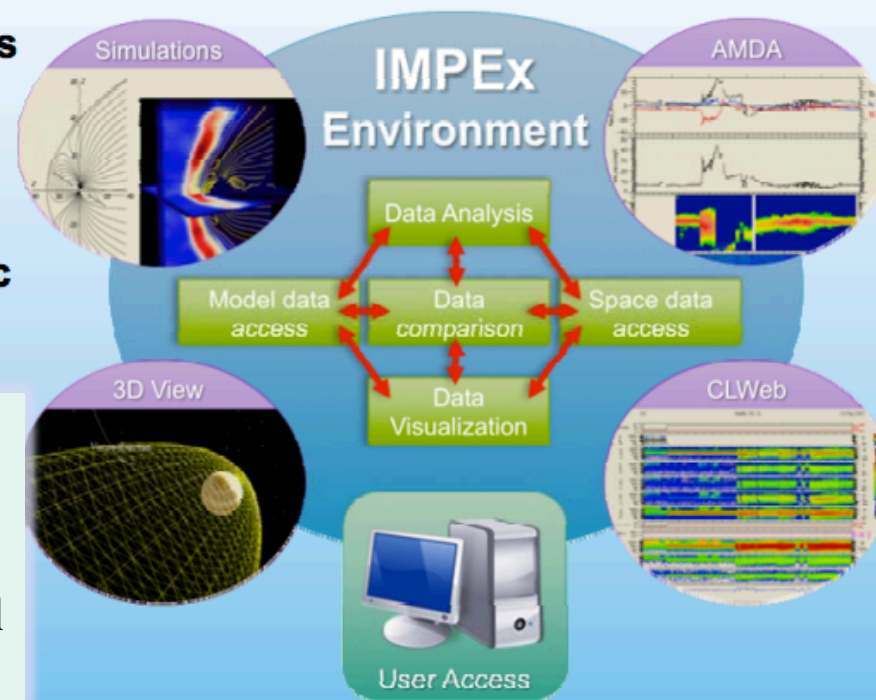 s
c
l
IMPEx
Environment
Simulations
AMDA
Data Analysis
Model data
access
Data
comparison
Space data
access
Data
Visualization
3D View
CLWeb
User Access